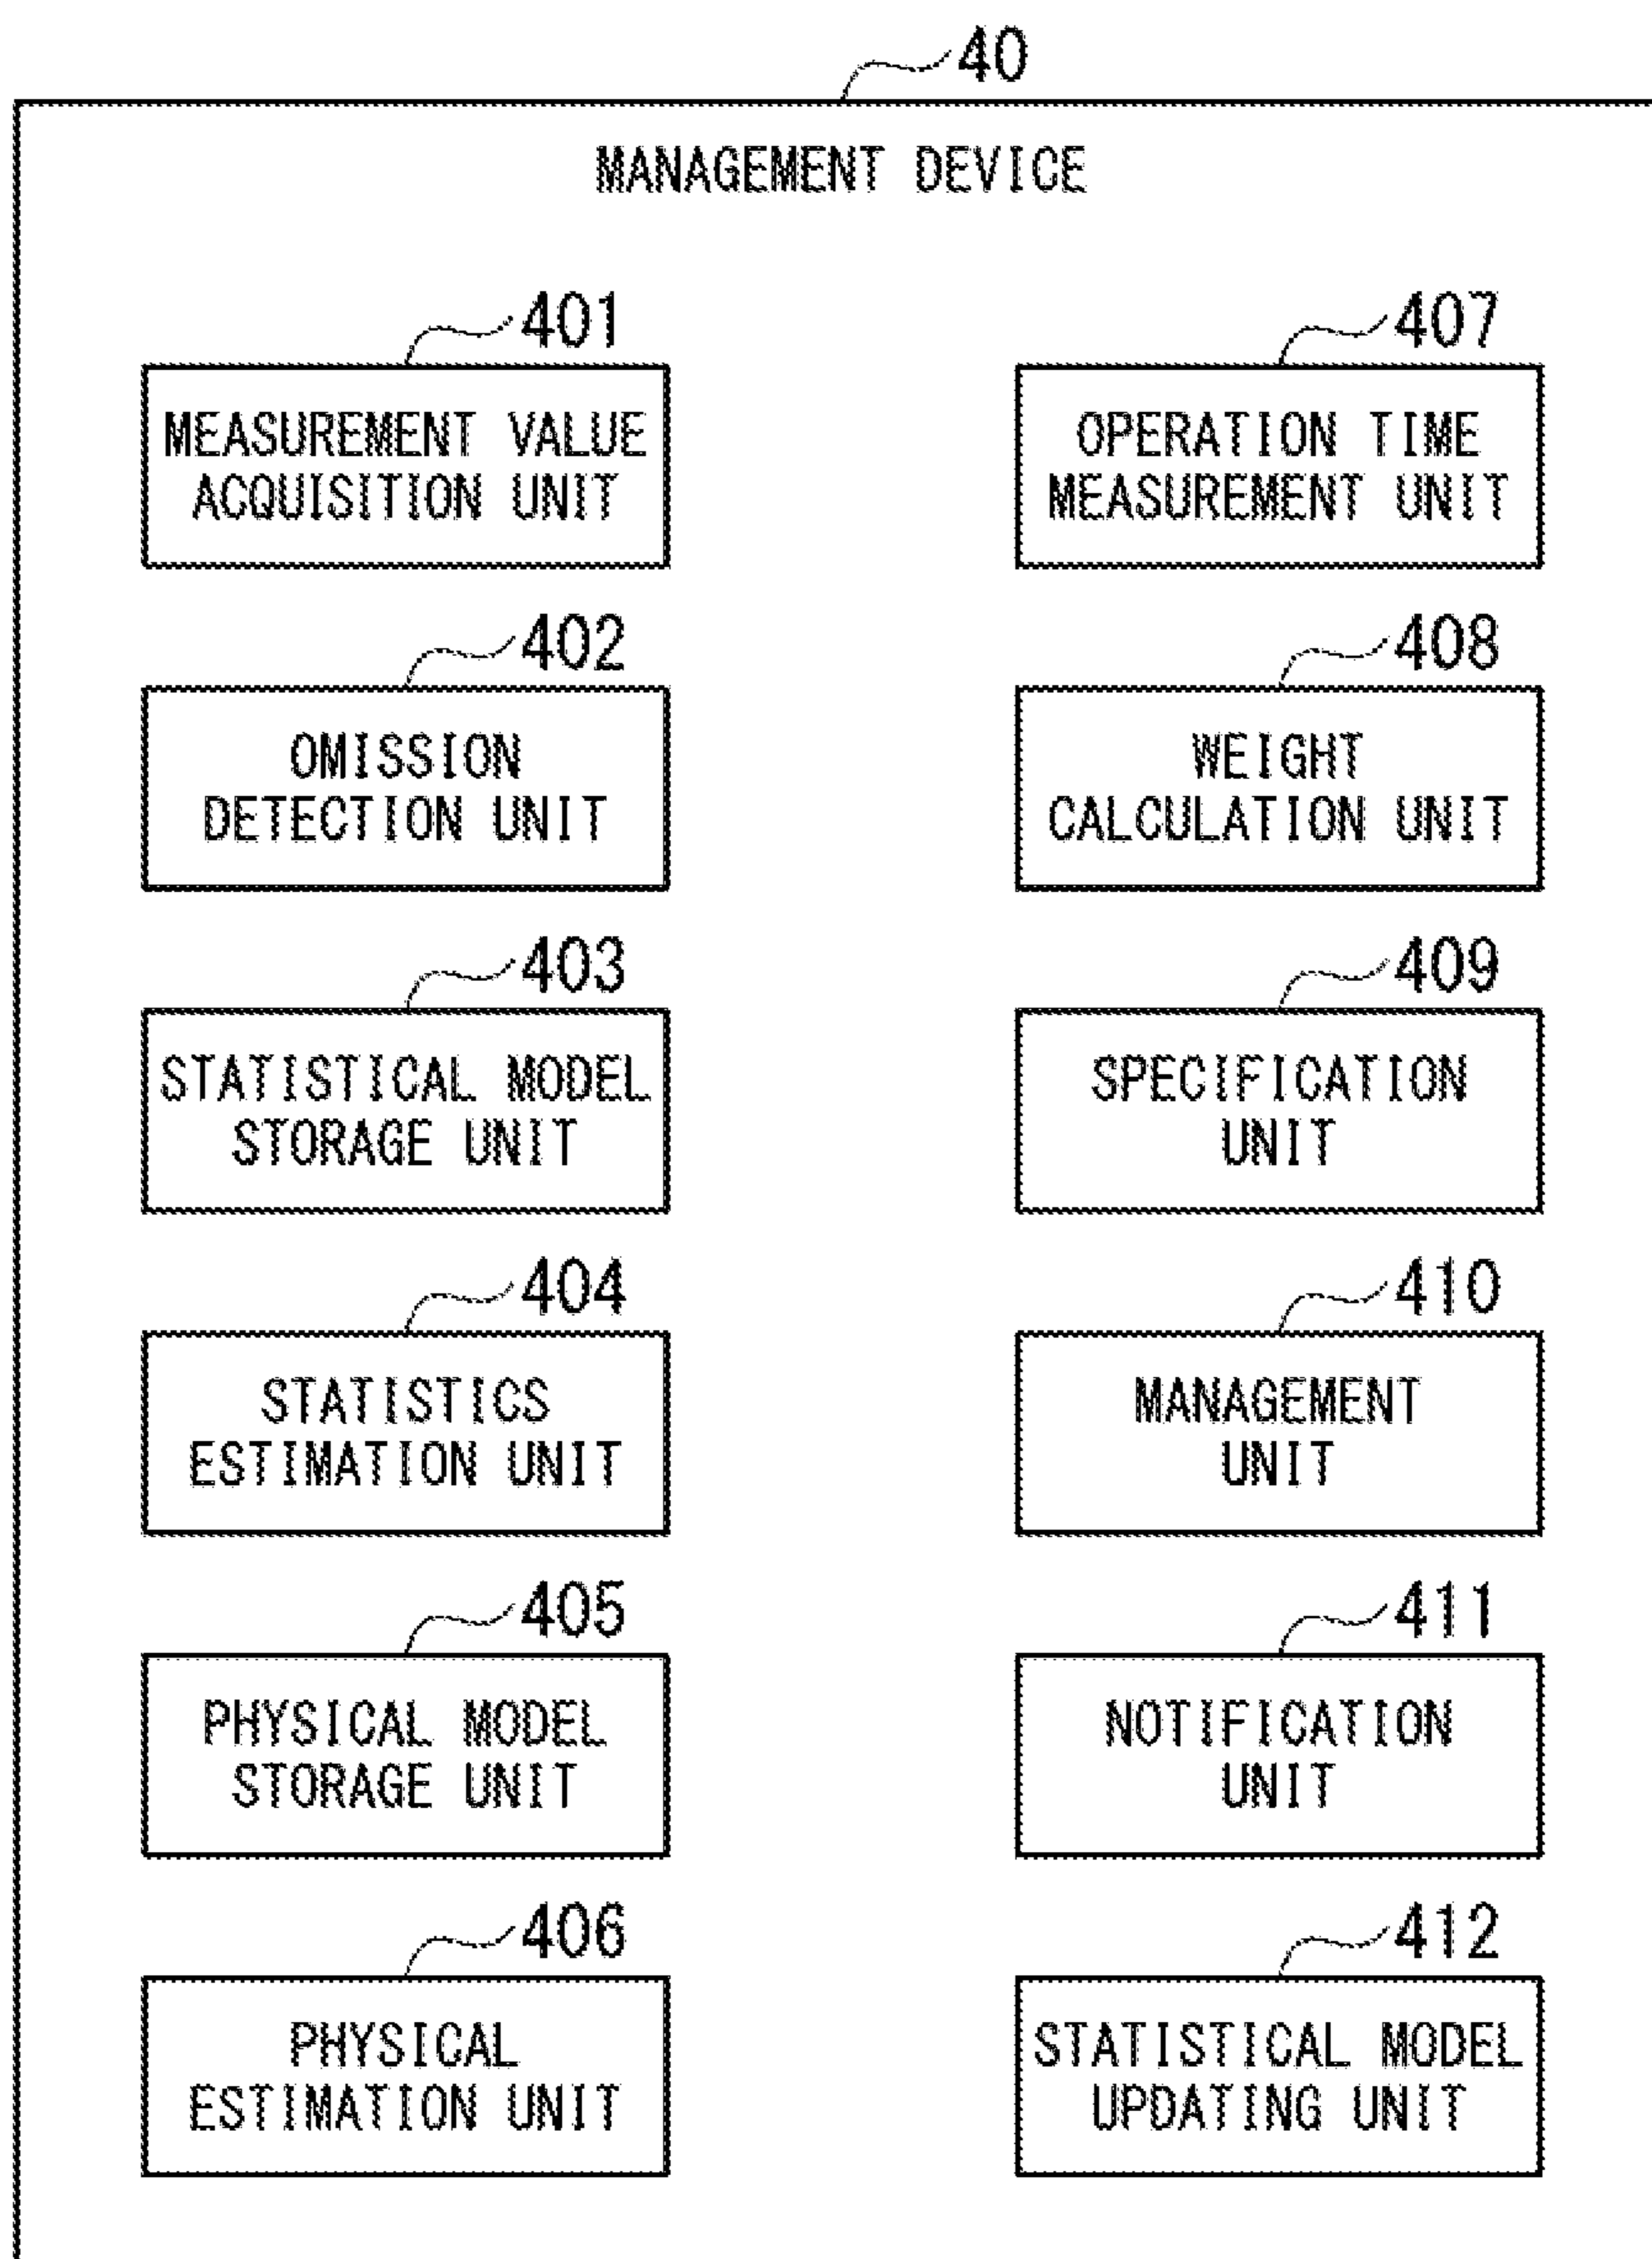 40
MANAGEMENT DEVICE
401
MEASUREMENT VALUE
ACQUISITION UNIT
402
OMISSION
DETECTION UNIT
403
STATISTICAL MODEL
STORAGE UNIT
404
STATISTICS
ESTIMATION UNIT
405
PHYSICAL MODEL
STORAGE UNIT
406
PHYSICAL
ESTIMATION UNIT
407
OPERATION TIME
MEASUREMENT UNIT
408
WEIGHT
CALCULATION UNIT
409
SPECIFICATION
UNIT
410
MANAGEMENT
UNIT
411
NOTIFICATION
UNIT
412
STATISTICAL MODEL
UPDATING UNIT